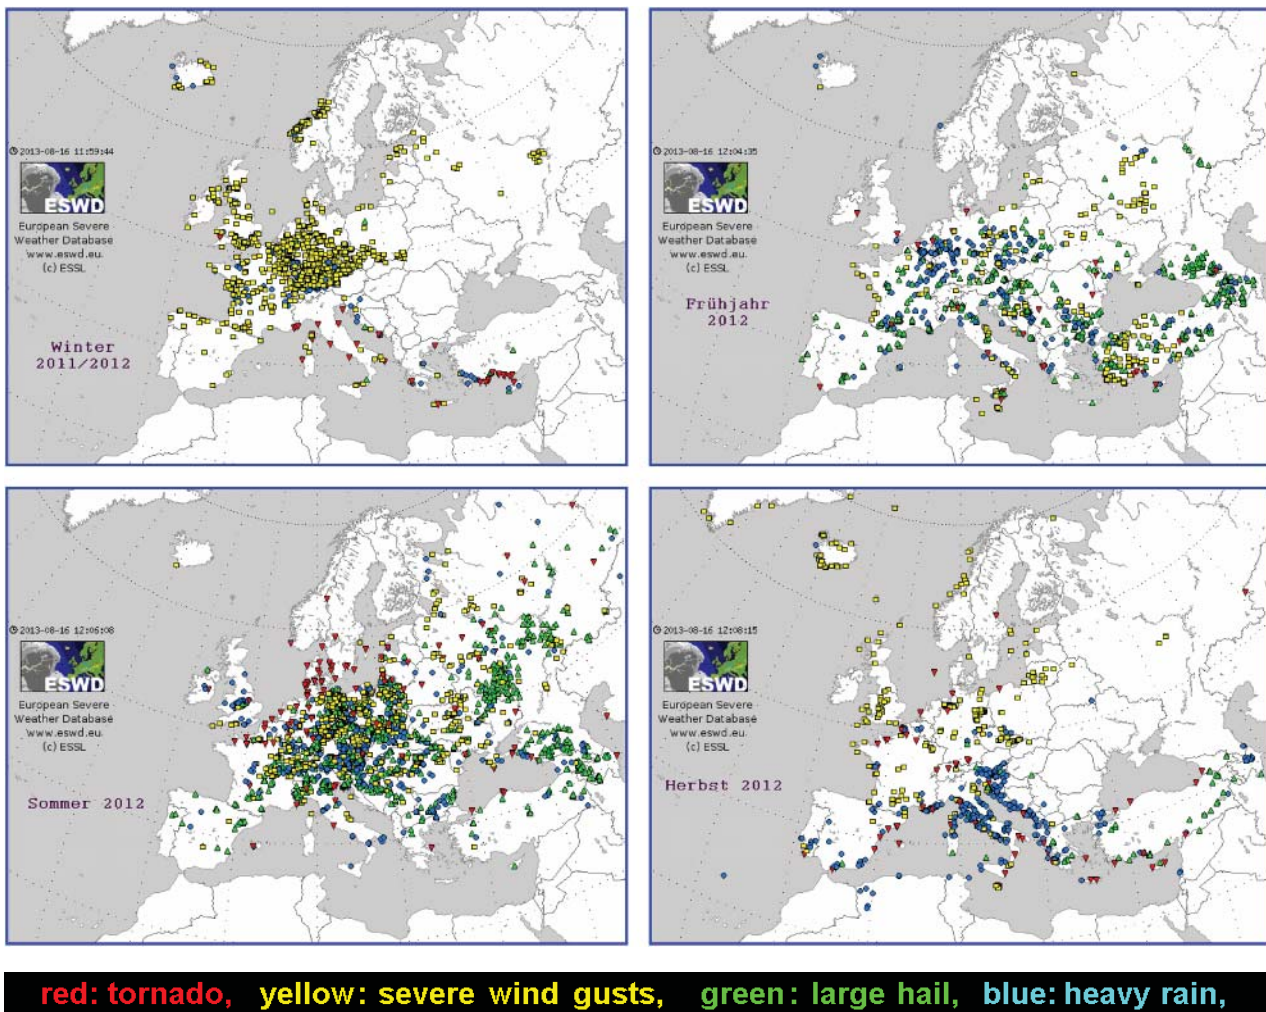 2013-08-16 11:59:44
ESWD
European Severe
Weather Database
www.eswd.eu
(c) ESSL
Winter
2011/2012
2013-08-16 12:04:35
ESWD
European Severe
Weather Database
www.eswd.eu.
(c) ESSL
Frühjahr
2012
2013-08-16 12:06:08
ESWD
European Severe
Weather Database
www.eswd.eu.
(c) ESSL
Sommer 2012
2013-08-16 12:08:15
ESWD
European Severe
Weather Database
www.eswd.eu.
(c) ESSL
Herbst 2012
red: tornado, yellow: severe wind gusts, green: large hail, blue: heavy rain,